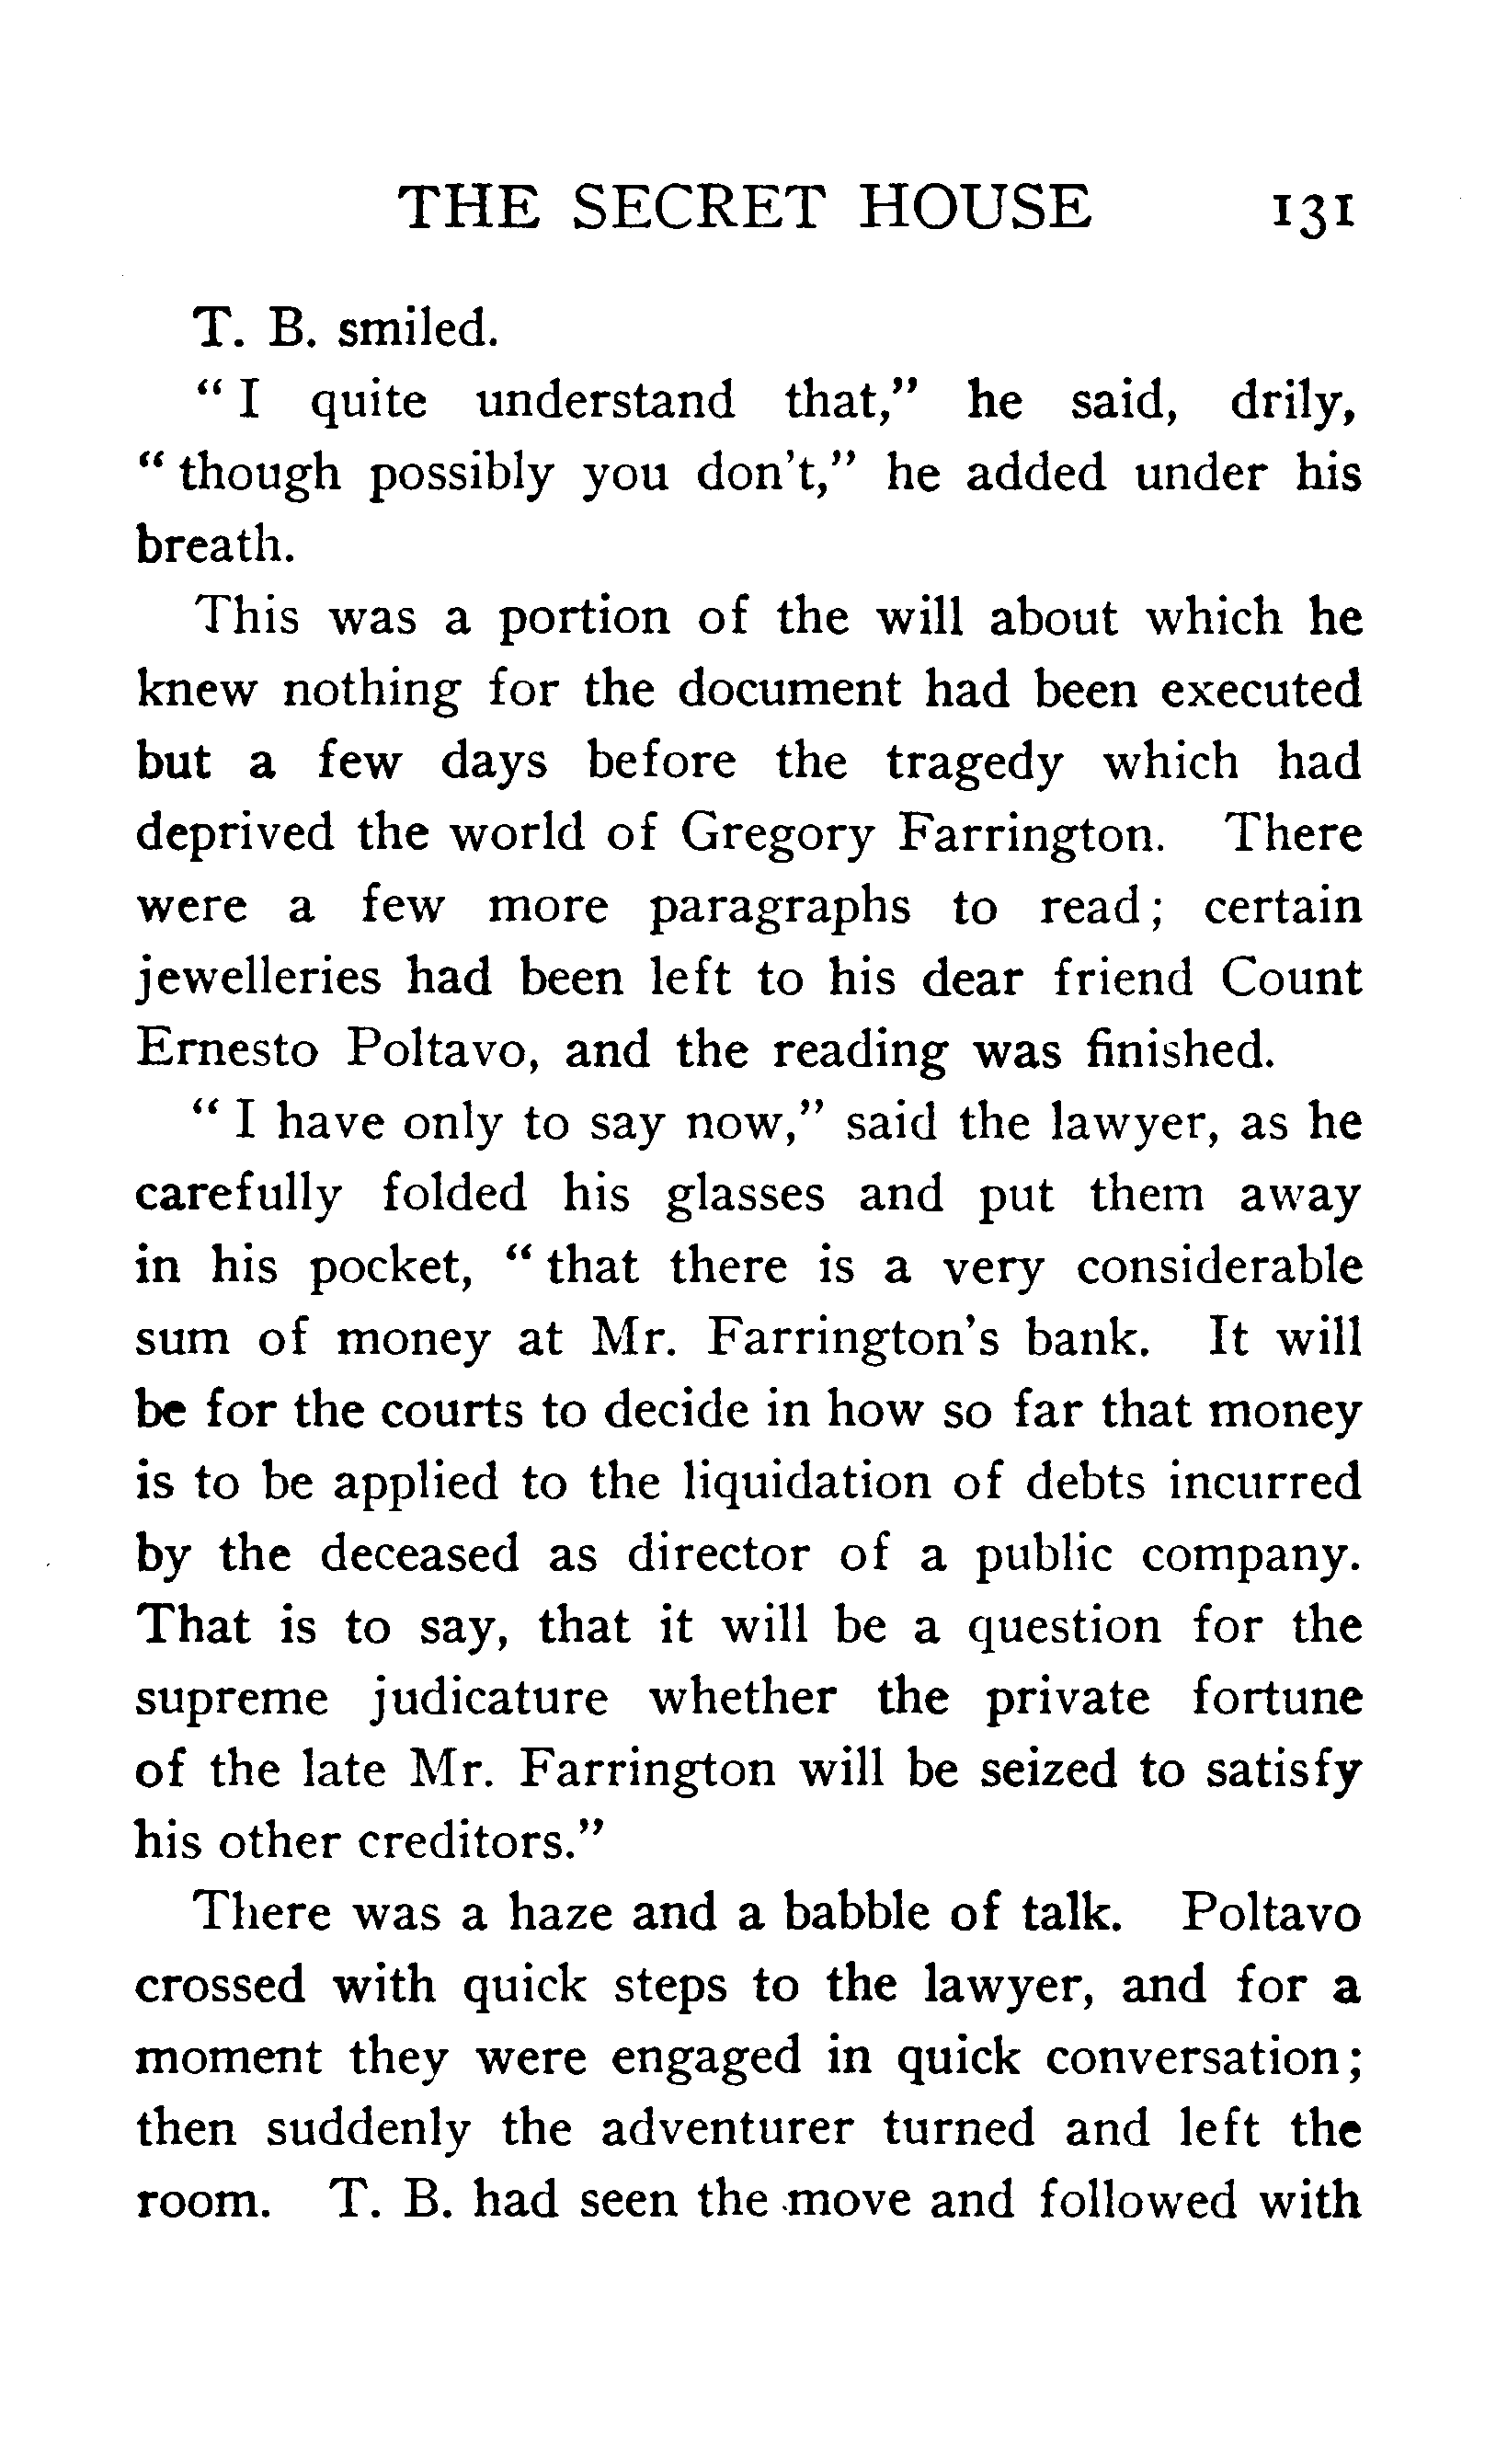 THE SECRET HOUSE 131
T. B. smiled.
“ I quite understand that,” he said, drily,
“ though possibly you don't,” he added under his
breath.
This was a portion of the will about which he
knew nothing for the document had been executed
but a few days before the tragedy which had
deprived the world of Gregory Farrington. There
were a few more paragraphs to read; certain
jewelleries had been left to his dear friend Count
Ernesto Poltavo, and the reading was finished.
“ I have only to say now,” said the lawyer, as he
carefully folded his glasses and put them away
in his pocket, “ that there is a very considerable
sum of money at Mr. Farrington's bank. It will
be for the courts to decide in how so far that money
is to be applied to the liquidation of debts incurred
by the deceased as director of a public company.
That is to say, that it will be a question for the
supreme judicature whether the private fortune
of the late Mr. Farrington will be seized to satisfy
his other creditors.”
There was a haze and a babble of talk. Poltavo
crossed with quick steps to the lawyer, and for a
moment they were engaged in quick conversation;
then suddenly the adventurer turned and left the
room. T. B. had seen the move and followed with